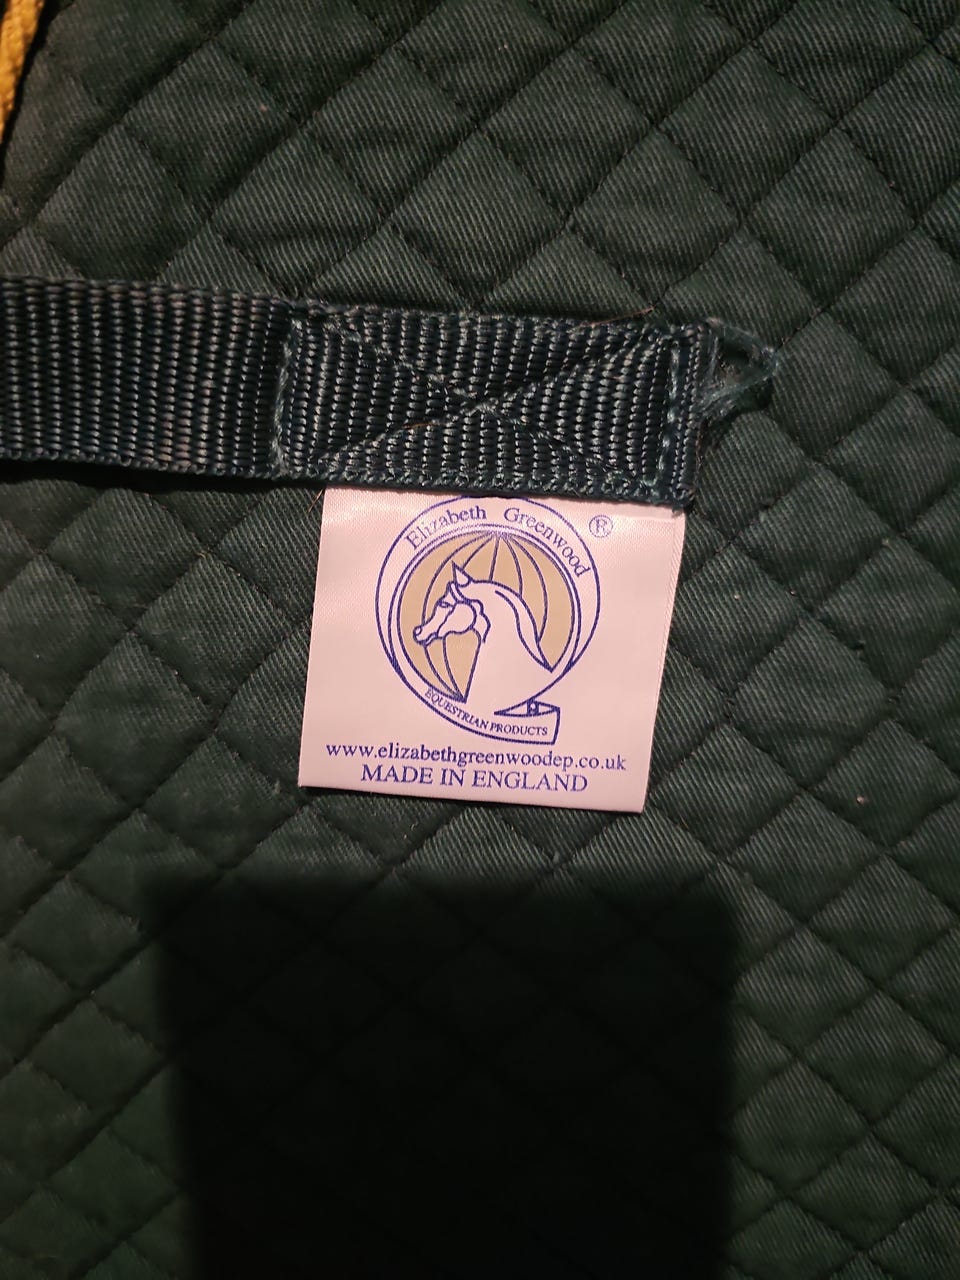 Elizabeth Greenwood ®
EQUESTRIAN PRODUCTS
www.elizabethgreenwoodep.co.uk
MADE IN ENGLAND